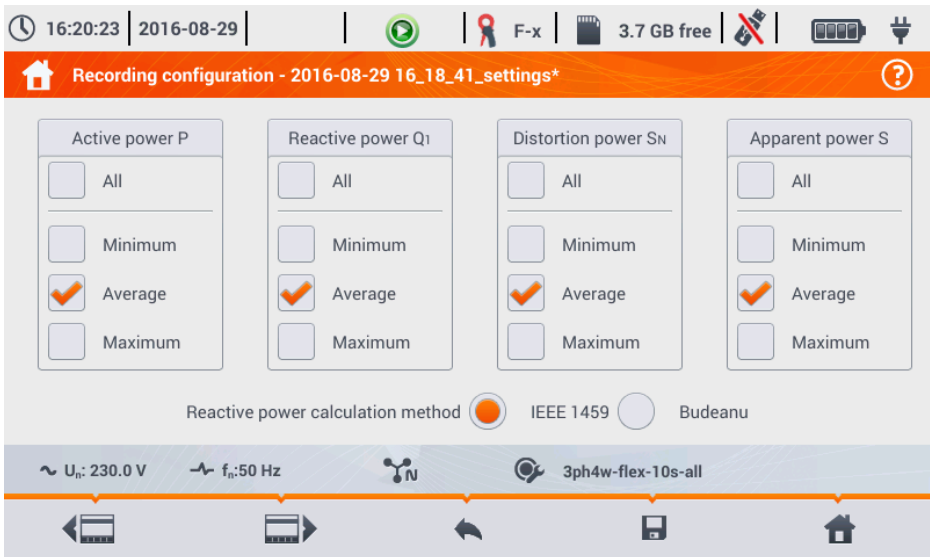 16:20:23 2016-08-29 F-x 3.7 GB free
Recording configuration - 2016-08-29 16_18_41_settings* ?
Active power P Reactive power Q1 Distortion power SN Apparent power S
All All All All
Minimum Minimum Minimum Minimum
Average Average Average Average
Maximum Maximum Maximum Maximum
Reactive power calculation method IEEE 1459 Budeanu
Un: 230.0 V fn:50 Hz N 3ph4w-flex-10s-all